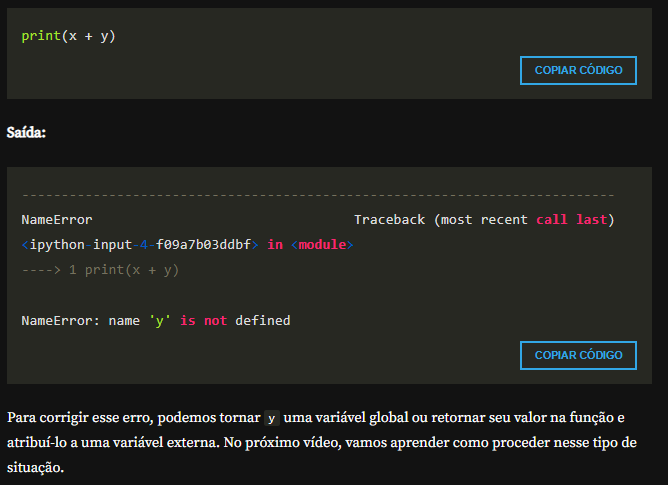 print(x + y)
COPIAR CÓDIGO
Saída:
---------------------------------------------------------------------------
NameError                                 Traceback (most recent call last)
<ipython-input-4-f09a7b03ddbf> in <module>
----> 1 print(x + y)
NameError: name 'y' is not defined
COPIAR CÓDIGO
Para corrigir esse erro, podemos tornar y uma variável global ou retornar seu valor na função e
atribuí-lo a uma variável externa. No próximo vídeo, vamos aprender como proceder nesse tipo de
situação.